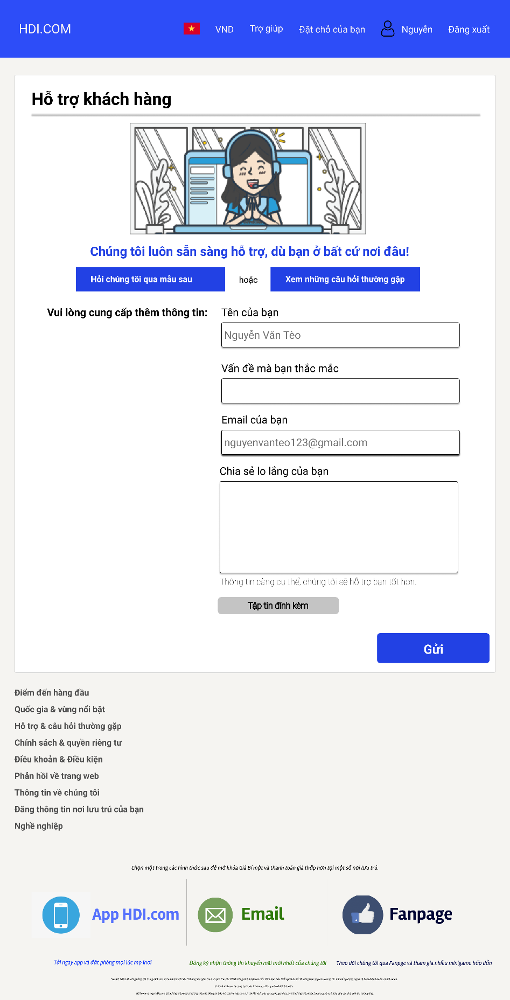 HDI.COM
VND Trợ giúp Đặt chỗ của bạn Nguyễn Đăng xuất
Hỗ trợ khách hàng
Chúng tôi luôn sẵn sàng hỗ trợ, dù bạn ở bất cứ nơi đâu!
Hỏi chúng tôi qua mẫu sau hoặc Xem những câu hỏi thường gặp
Vui lòng cung cấp thêm thông tin:
Tên của bạn
Nguyễn Văn Tèo
Vấn đề mà bạn thắc mắc
Email của bạn
nguyenvanteo123@gmail.com
Chia sẻ lo lắng của bạn
Thông tin càng cụ thể, chúng tôi sẽ hỗ trợ bạn tốt hơn.
Tập tin đính kèm
Gửi
Điểm đến hàng đầu
Quốc gia & vùng nổi bật
Hỗ trợ & câu hỏi thường gặp
Chính sách & quyền riêng tư
Điều khoản & Điều kiện
Phản hồi về trang web
Thông tin về chúng tôi
Đăng thông tin nơi lưu trú của bạn
Nghề nghiệp
Chọn một trong các hình thức sau để mở khóa Giá Bí mật và thanh toán giá thấp hơn tại một số nơi lưu trú.
App HDI.com Email Fanpage
Tải ngay app và đặt phòng mọi lúc mọ inơi
Đông ký nhận thông tin khuyến mãi mới nhất của chúng tôi
Theo dõi chúng tôi qua Fanpge và tham gia nhiều minigame hấp dẫn